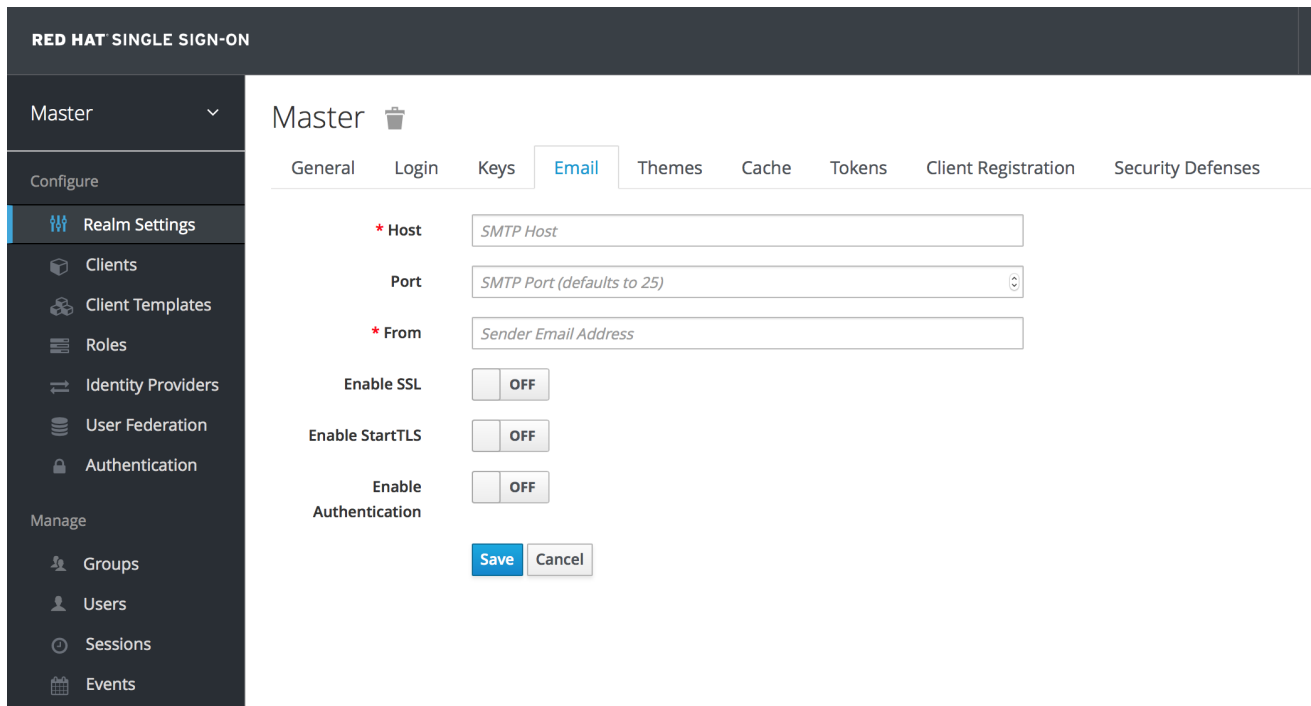 RED HAT SINGLE SIGN-ON
Master
Configure
Realm Settings
Clients
Client Templates
Roles
Identity Providers
User Federation
Authentication
Manage
Groups
Users
Sessions
Events
Master
General Login Keys Email Themes Cache Tokens Client Registration Security Defenses
* Host SMTP Host
Port SMTP Port (defaults to 25)
* From Sender Email Address
Enable SSL OFF
Enable StartTLS OFF
Enable OFF
Authentication
Save Cancel